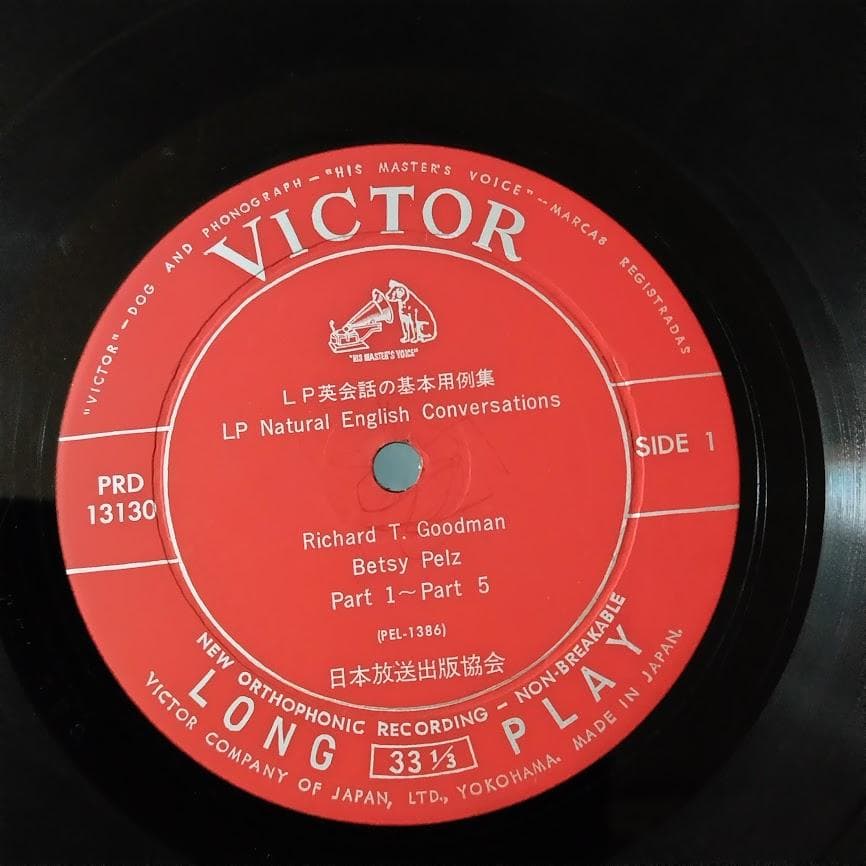 "VICTOR"–DOG AND PHONOGRAPH–"HIS MASTER'S VOICE"--MARCAS REGISTRADAS
VICTOR
"HIS MASTER'S VOICE"
LP英会話の基本用例集
LP Natural English Conversations
SIDE 1
PRD
13130
Richard T. Goodman
Betsy Pelz
Part 1～Part 5
(PEL-1386)
日本放送出版協会
NEW ORTHOPHONIC RECORDING – NON-BREAKABLE
LONG 33 1/3 PLAY
VICTOR COMPANY OF JAPAN, LTD., YOKOHAMA. MADE IN JAPAN.